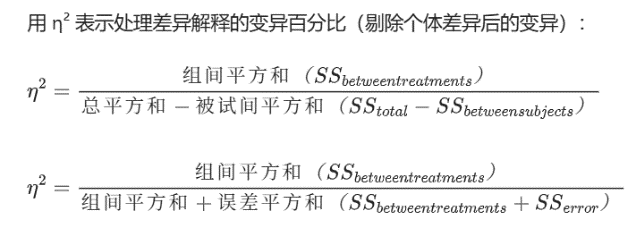 用 η² 表示处理差异解释的变异百分比（剔除个体差异后的变异）：
η² = 组间平方和（SS_betweentreatments） / 总平方和 − 被试间平方和（SS_total − SS_betweensubjects）
η² = 组间平方和（SS_betweentreatments） / 组间平方和 + 误差平方和（SS_betweentreatments + SS_error）